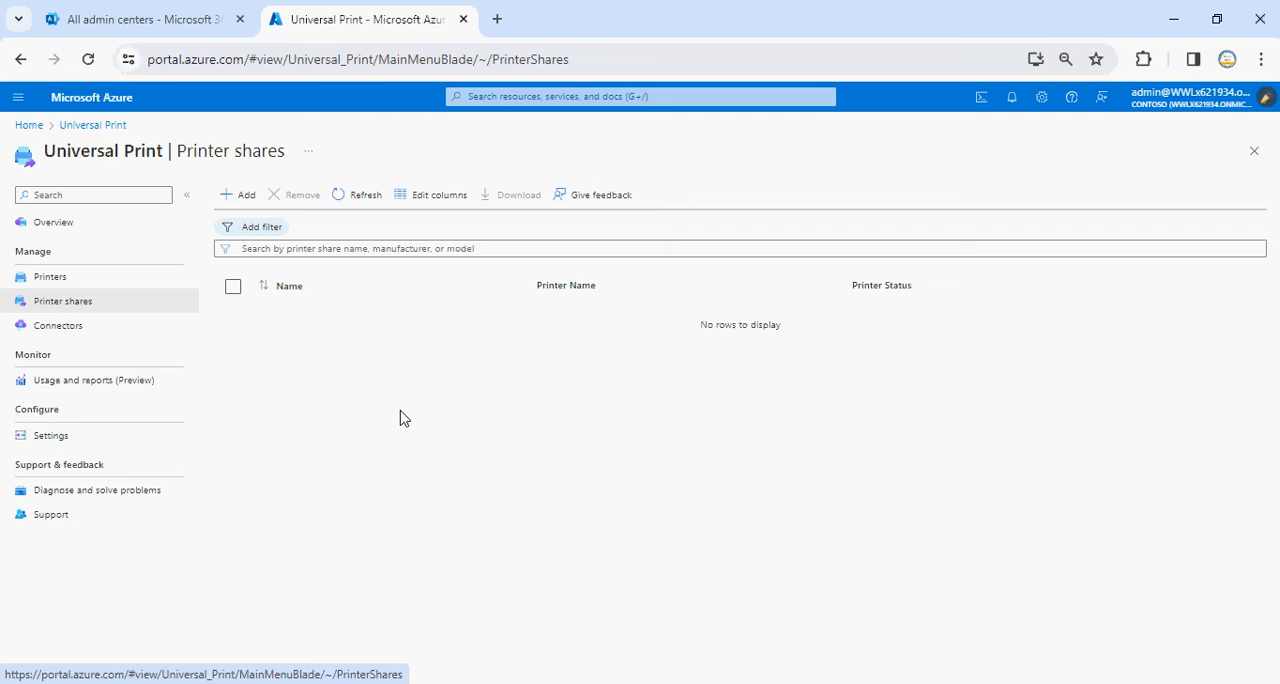 All admin centers - Microsoft 3
Universal Print - Microsoft Azur
portal.azure.com/#view/Universal_Print/MainMenuBlade/~/PrinterShares
Microsoft Azure
Search resources, services, and docs (G+/)
admin@WWLx621934.o...
CONTOSO (WWLX621934.ONMIC...
Home > Universal Print
Universal Print | Printer shares ...
Search
«
Add
Remove
Refresh
Edit columns
Download
Give feedback
Overview
Add filter
Manage
Search by printer share name, manufacturer, or model
Printers
Name
Printer Name
Printer Status
Printer shares
Connectors
No rows to display
Monitor
Usage and reports (Preview)
Configure
Settings
Support & feedback
Diagnose and solve problems
Support
https://portal.azure.com/#view/Universal_Print/MainMenuBlade/~/PrinterShares